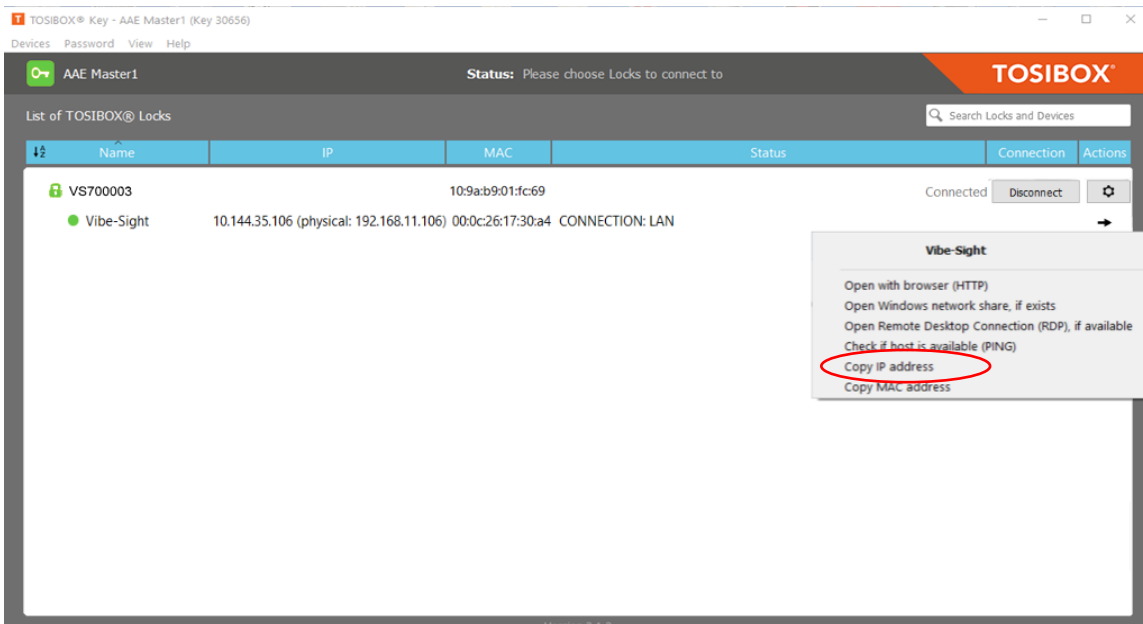 TOSIBOX® Key - AAE Master1 (Key 30656)
Devices Password View Help
AAE Master1 Status: Please choose Locks to connect to TOSIBOX®
List of TOSIBOX® Locks Search Locks and Devices
Name IP MAC Status Connection Actions
VS700003 10:9a:b9:01:fc:69 Connected Disconnect
Vibe-Sight 10.144.35.106 (physical: 192.168.11.106) 00:0c:26:17:30:a4 CONNECTION: LAN
Vibe-Sight
Open with browser (HTTP)
Open Windows network share, if exists
Open Remote Desktop Connection (RDP), if available
Check if host is available (PING)
Copy IP address
Copy MAC address